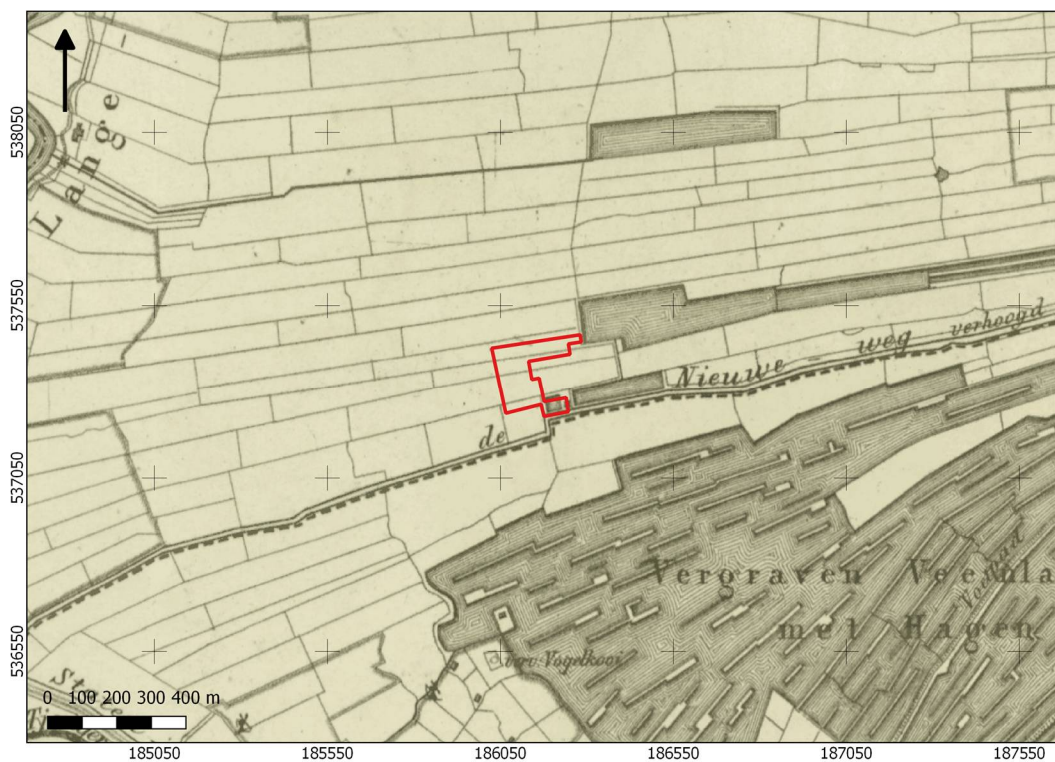 538050
537550
537050
536550
Lange
de Nieuwe - weg verhoogd
Vergraven Veenla
met Hagen
verv. Vogelkooi
0 100 200 300 400 m
185050 185550 186050 186550 187050 187550